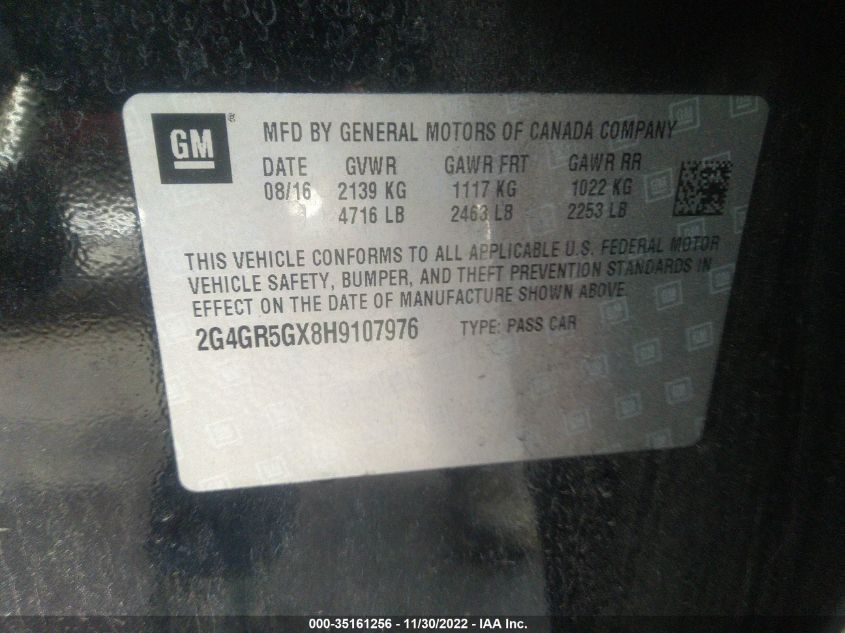 GM ® MFD BY GENERAL MOTORS OF CANADA COMPANY
DATE GVWR GAWR FRT GAWR RR
08/16 2139 KG 1117 KG 1022 KG
4716 LB 2463 LB 2253 LB
THIS VEHICLE CONFORMS TO ALL APPLICABLE U.S. FEDERAL MOTOR
VEHICLE SAFETY, BUMPER, AND THEFT PREVENTION STANDARDS IN
EFFECT ON THE DATE OF MANUFACTURE SHOWN ABOVE.
2G4GR5GX8H9107976 TYPE: PASS CAR
000-35161256 - 11/30/2022 - IAA Inc.